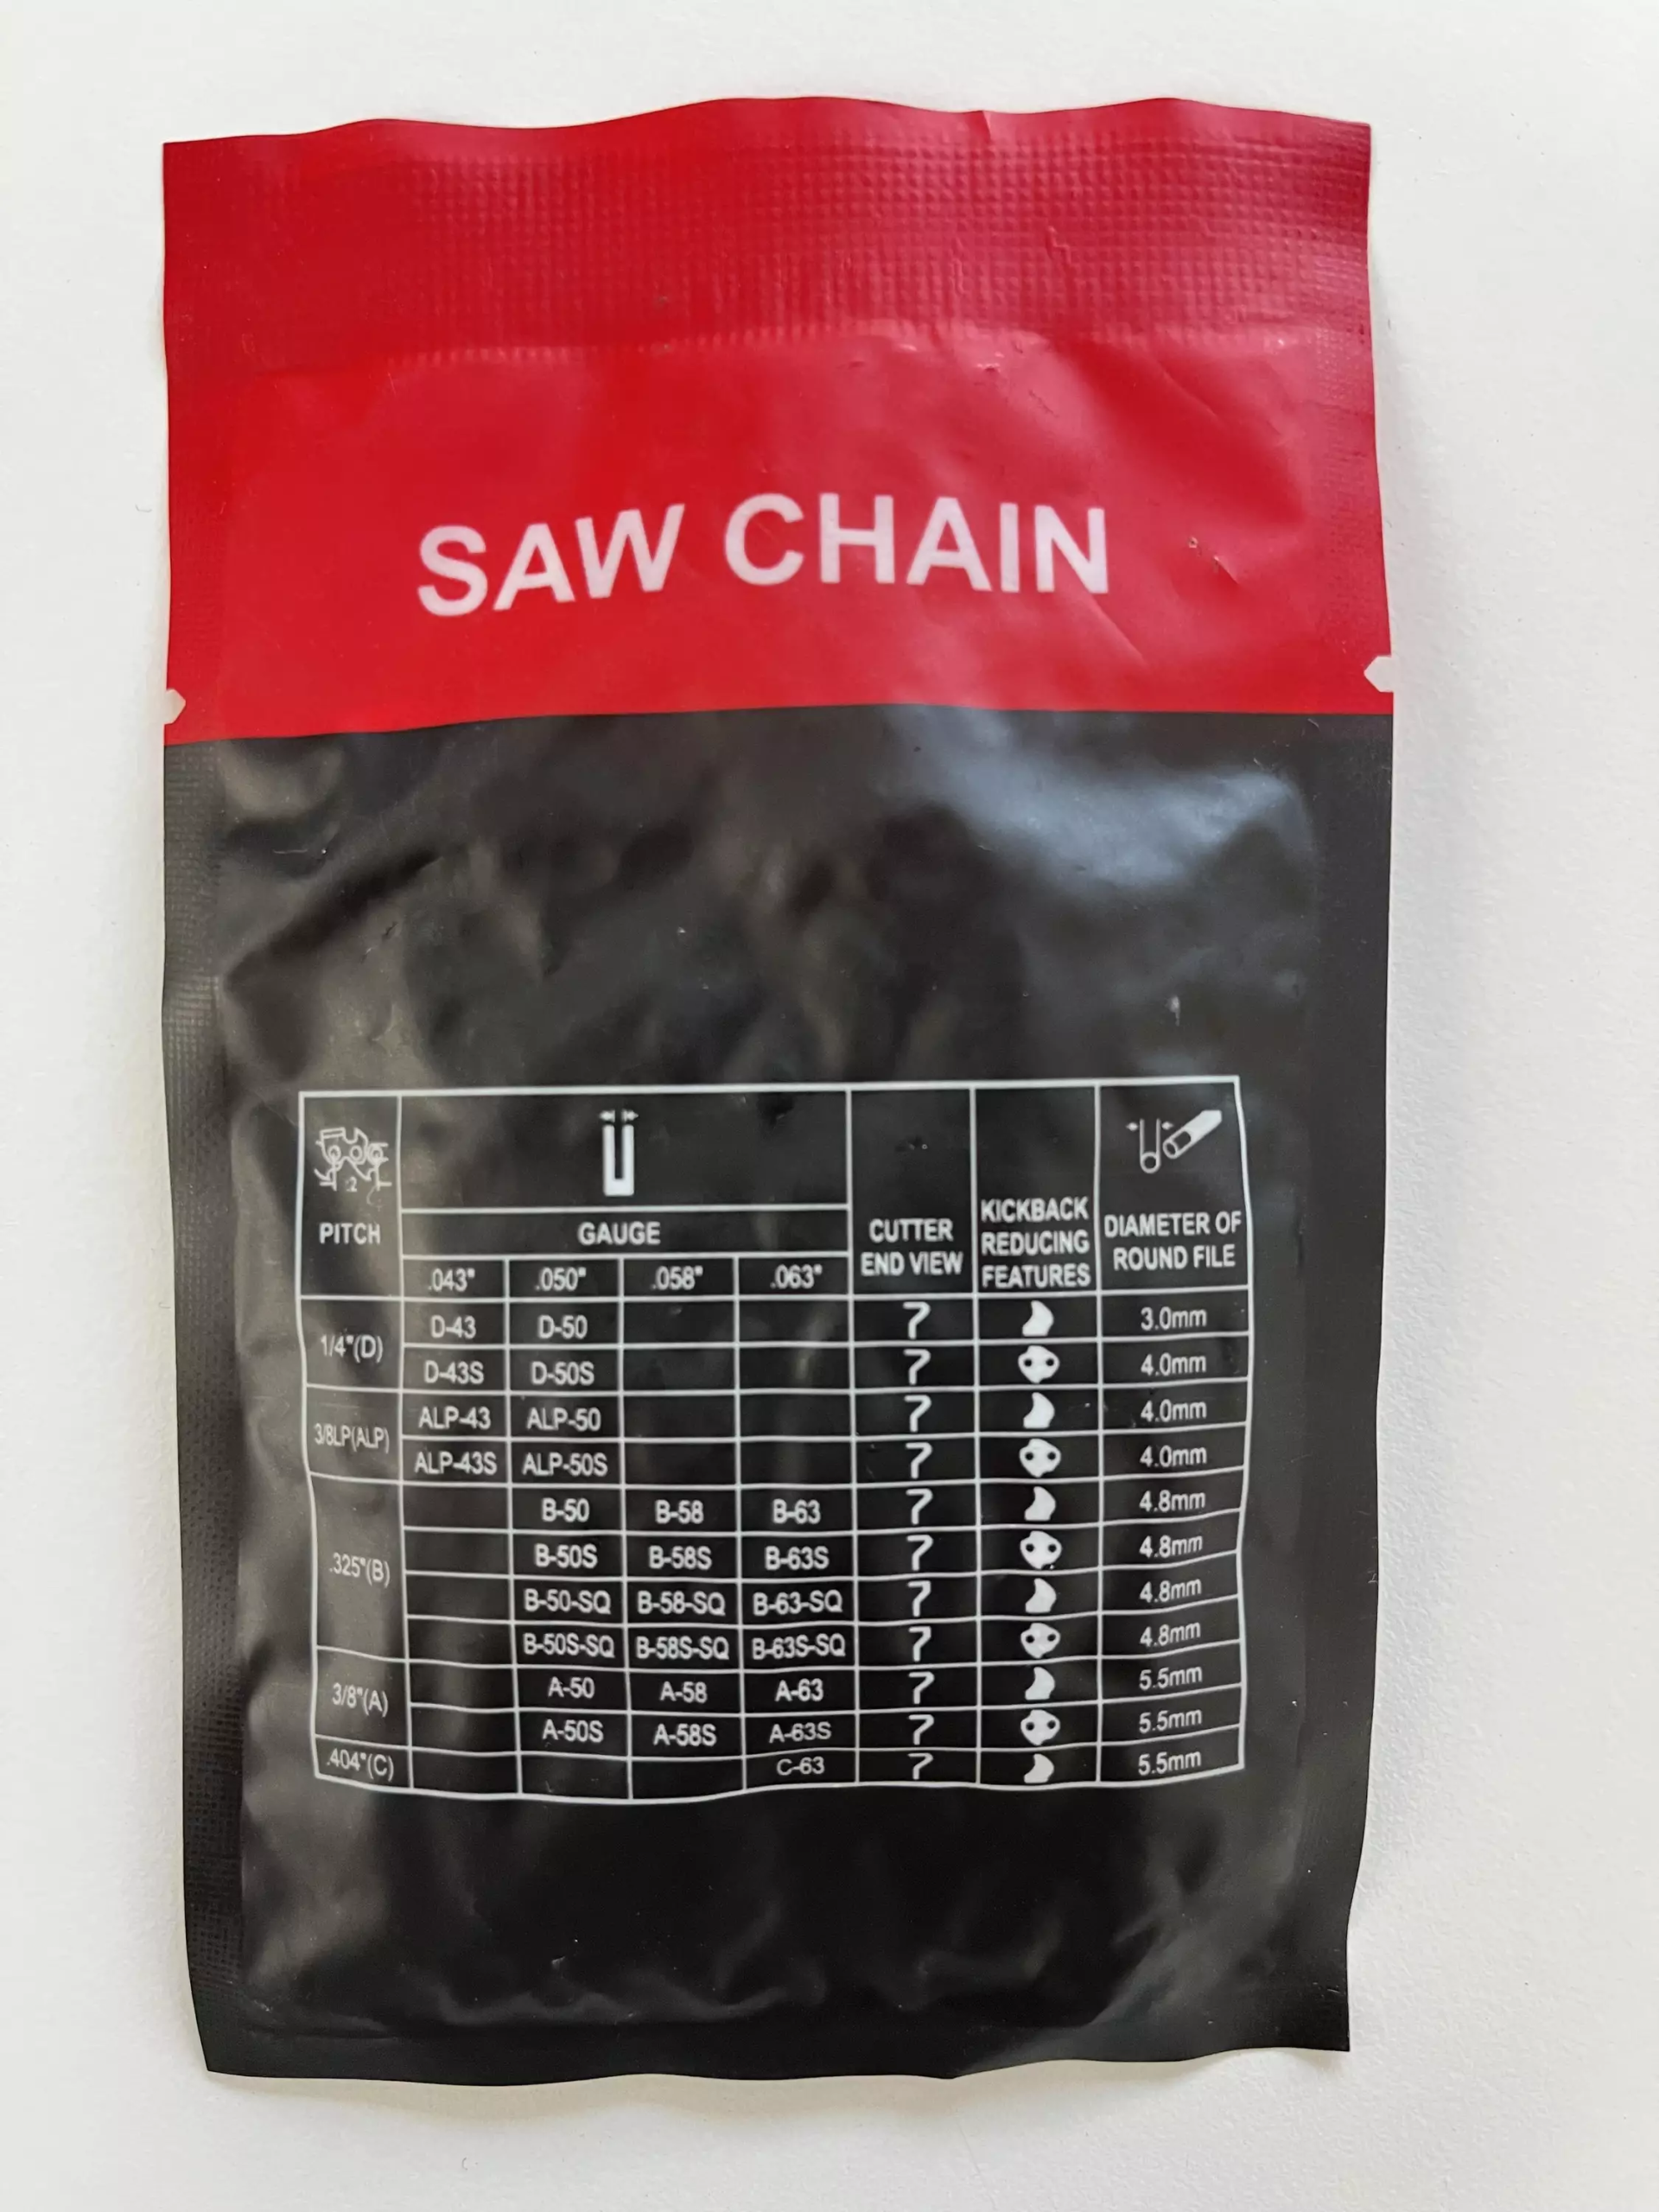 SAW CHAIN
:2
PITCH
GAUGE
.043" .050" .058" .063"
CUTTER
END VIEW
KICKBACK
REDUCING
FEATURES
DIAMETER OF
ROUND FILE
1/4"(D)
D-43 D-50 3.0mm
D-43S D-50S 4.0mm
3/8LP(ALP)
ALP-43 ALP-50 4.0mm
ALP-43S ALP-50S 4.0mm
.325"(B)
B-50 B-58 B-63 4.8mm
B-50S B-58S B-63S 4.8mm
B-50-SQ B-58-SQ B-63-SQ 4.8mm
B-50S-SQ B-58S-SQ B-63S-SQ 4.8mm
3/8"(A)
A-50 A-58 A-63 5.5mm
A-50S A-58S A-63S 5.5mm
.404"(C) C-63 5.5mm